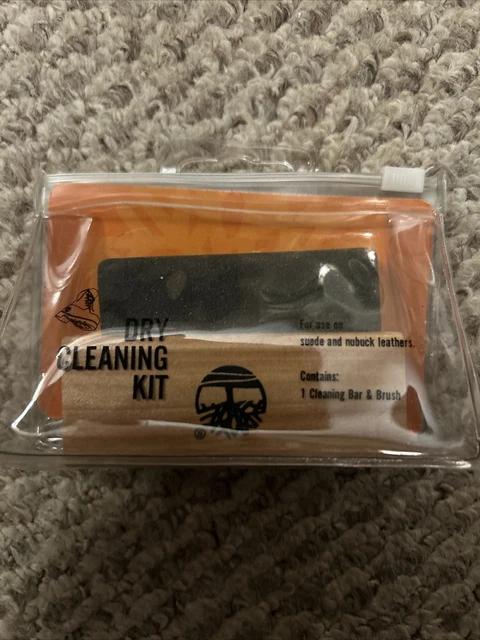 DRY
CLEANING
KIT
®
For use on
suede and nubuck leathers.
Contains:
1 Cleaning Bar & Brush